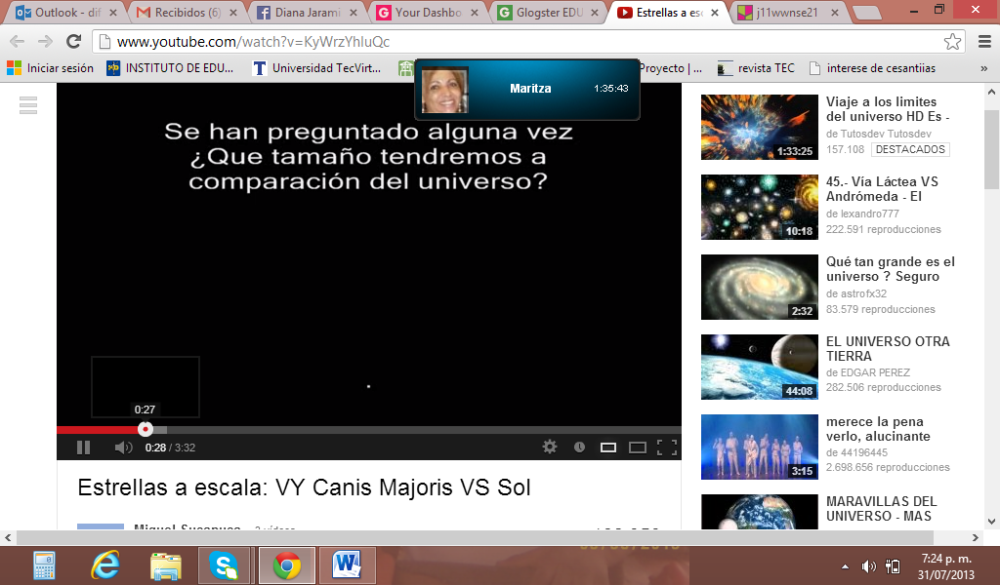 Outlook - dif
Recibidos (6)
Diana Jarami
Your Dashbo
Glogster EDU
Estrellas a es
j11wwnse21
www.youtube.com/watch?v=KyWrzYhluQc
Iniciar sesión
INSTITUTO DE EDU...
Universidad TecVirt...
Proyecto | ...
revista TEC
interese de cesantiias
»
Maritza
1:35:43
Se han preguntado alguna vez
¿Que tamaño tendremos a
comparación del universo?
0:27
0:28 / 3:32
Estrellas a escala: VY Canis Majoris VS Sol
Viaje a los limites
del universo HD Es -
de Tutosdev Tutosdev
157.108 DESTACADOS
1:33:25
45.- Vía Láctea VS
Andrómeda - El
de lexandro777
222.591 reproducciones
10:18
Qué tan grande es el
universo ? Seguro
de astrofx32
83.579 reproducciones
2:32
EL UNIVERSO OTRA
TIERRA
de EDGAR PEREZ
282.506 reproducciones
44:08
merece la pena
verlo, alucinante
de 44196445
2.698.656 reproducciones
3:15
MARAVILLAS DEL
UNIVERSO - MAS
7:24 p. m.
31/07/2013